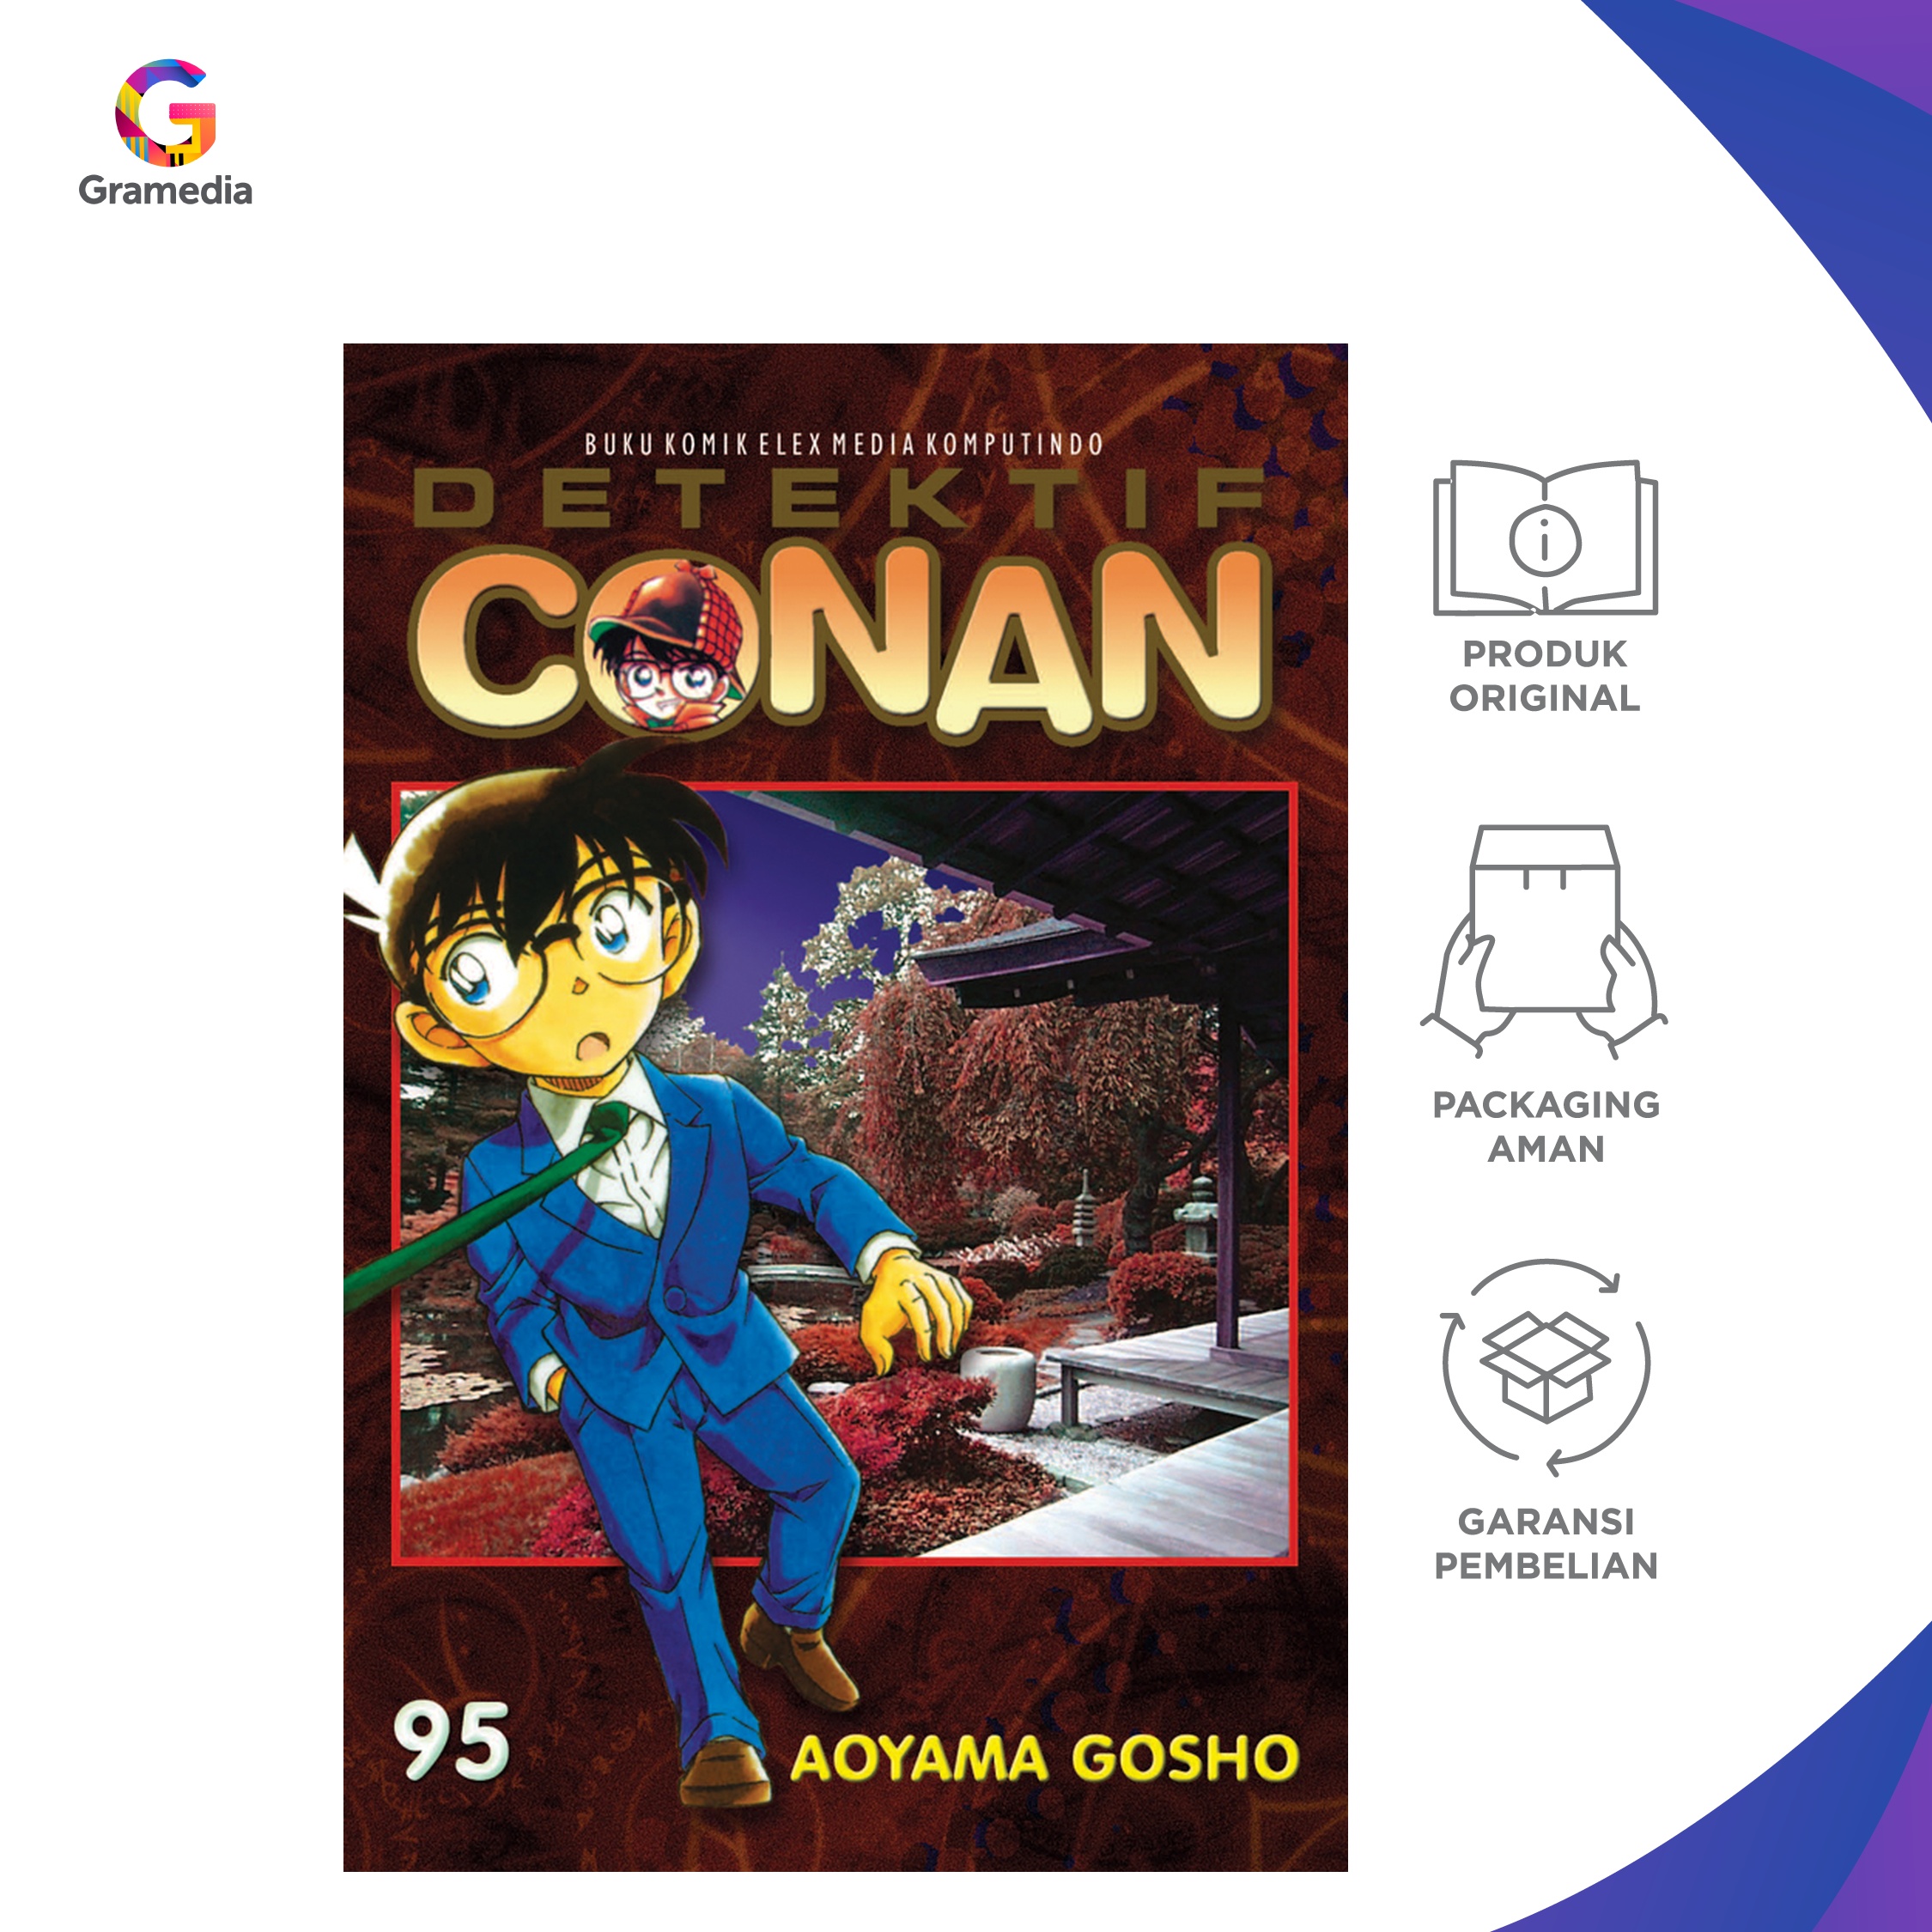 Gramedia
BUKU KOMIK ELEX MEDIA KOMPUTINDO
DETEKTIF
CONAN
95
AOYAMA GOSHO
PRODUK
ORIGINAL
PACKAGING
AMAN
GARANSI
PEMBELIAN